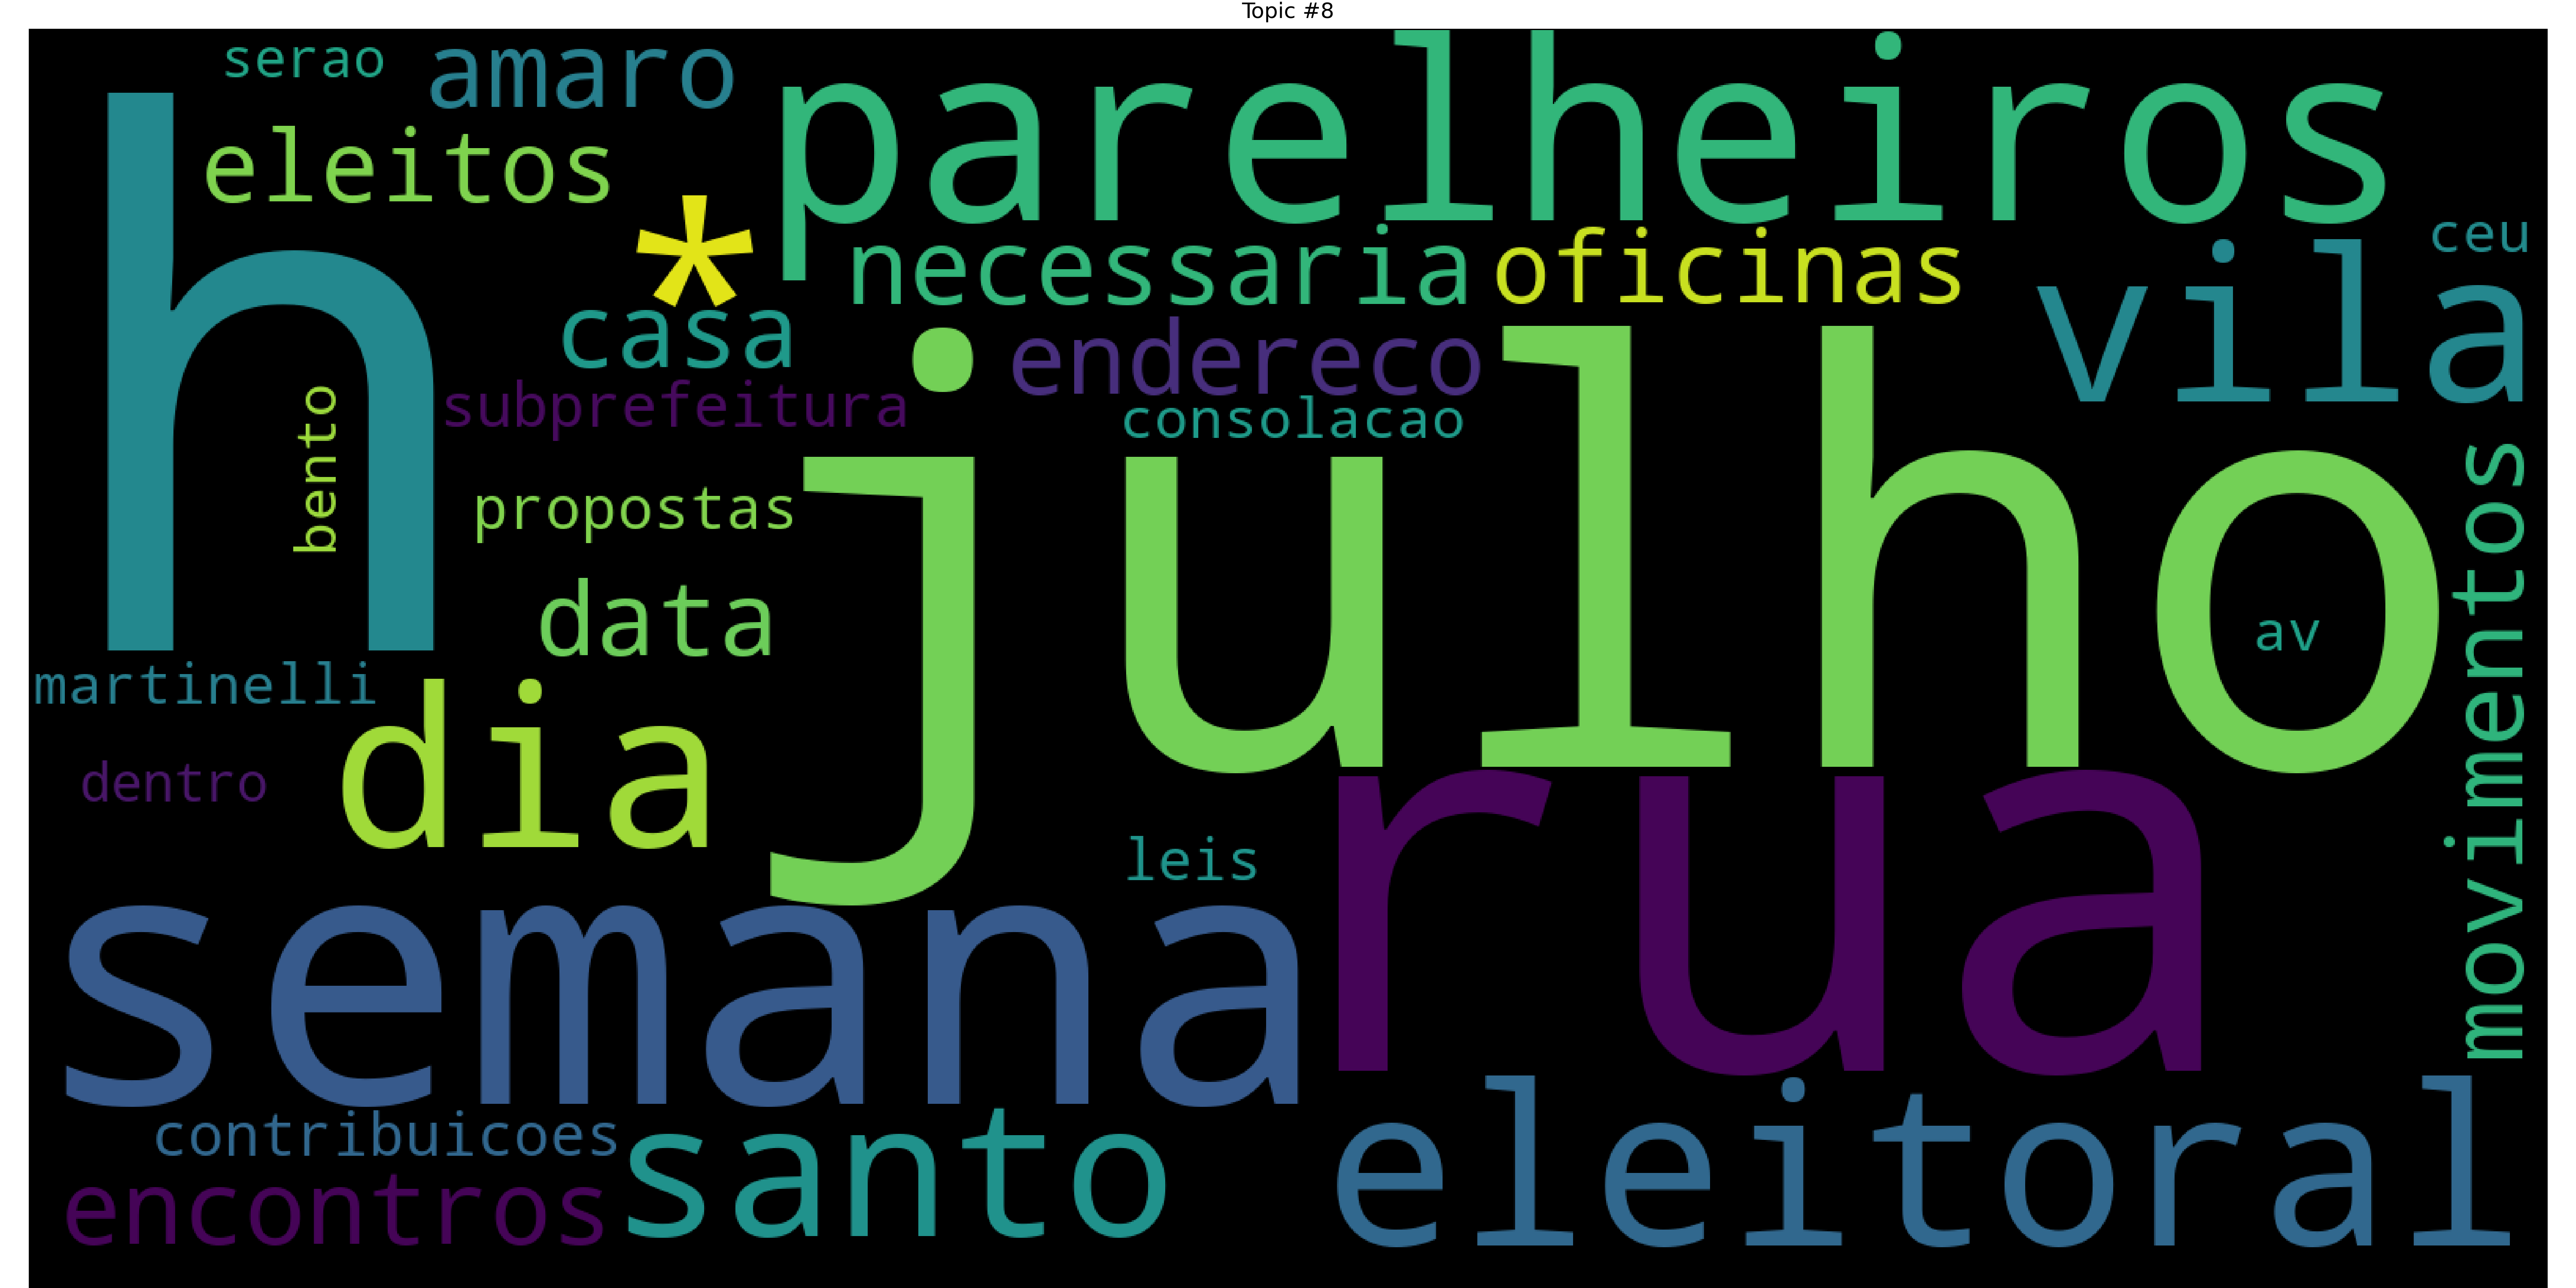 Topic #8
serao
amaro
parelheiros
eleitos
h
*
necessaria
oficinas
ceu
vila
casa
endereco
subprefeitura
consolacao
bento
julho
propostas
data
av
movimentos
martinelli
dia
dentro
rua
leis
semana
contribuicoes
santo
eleitoral
encontros